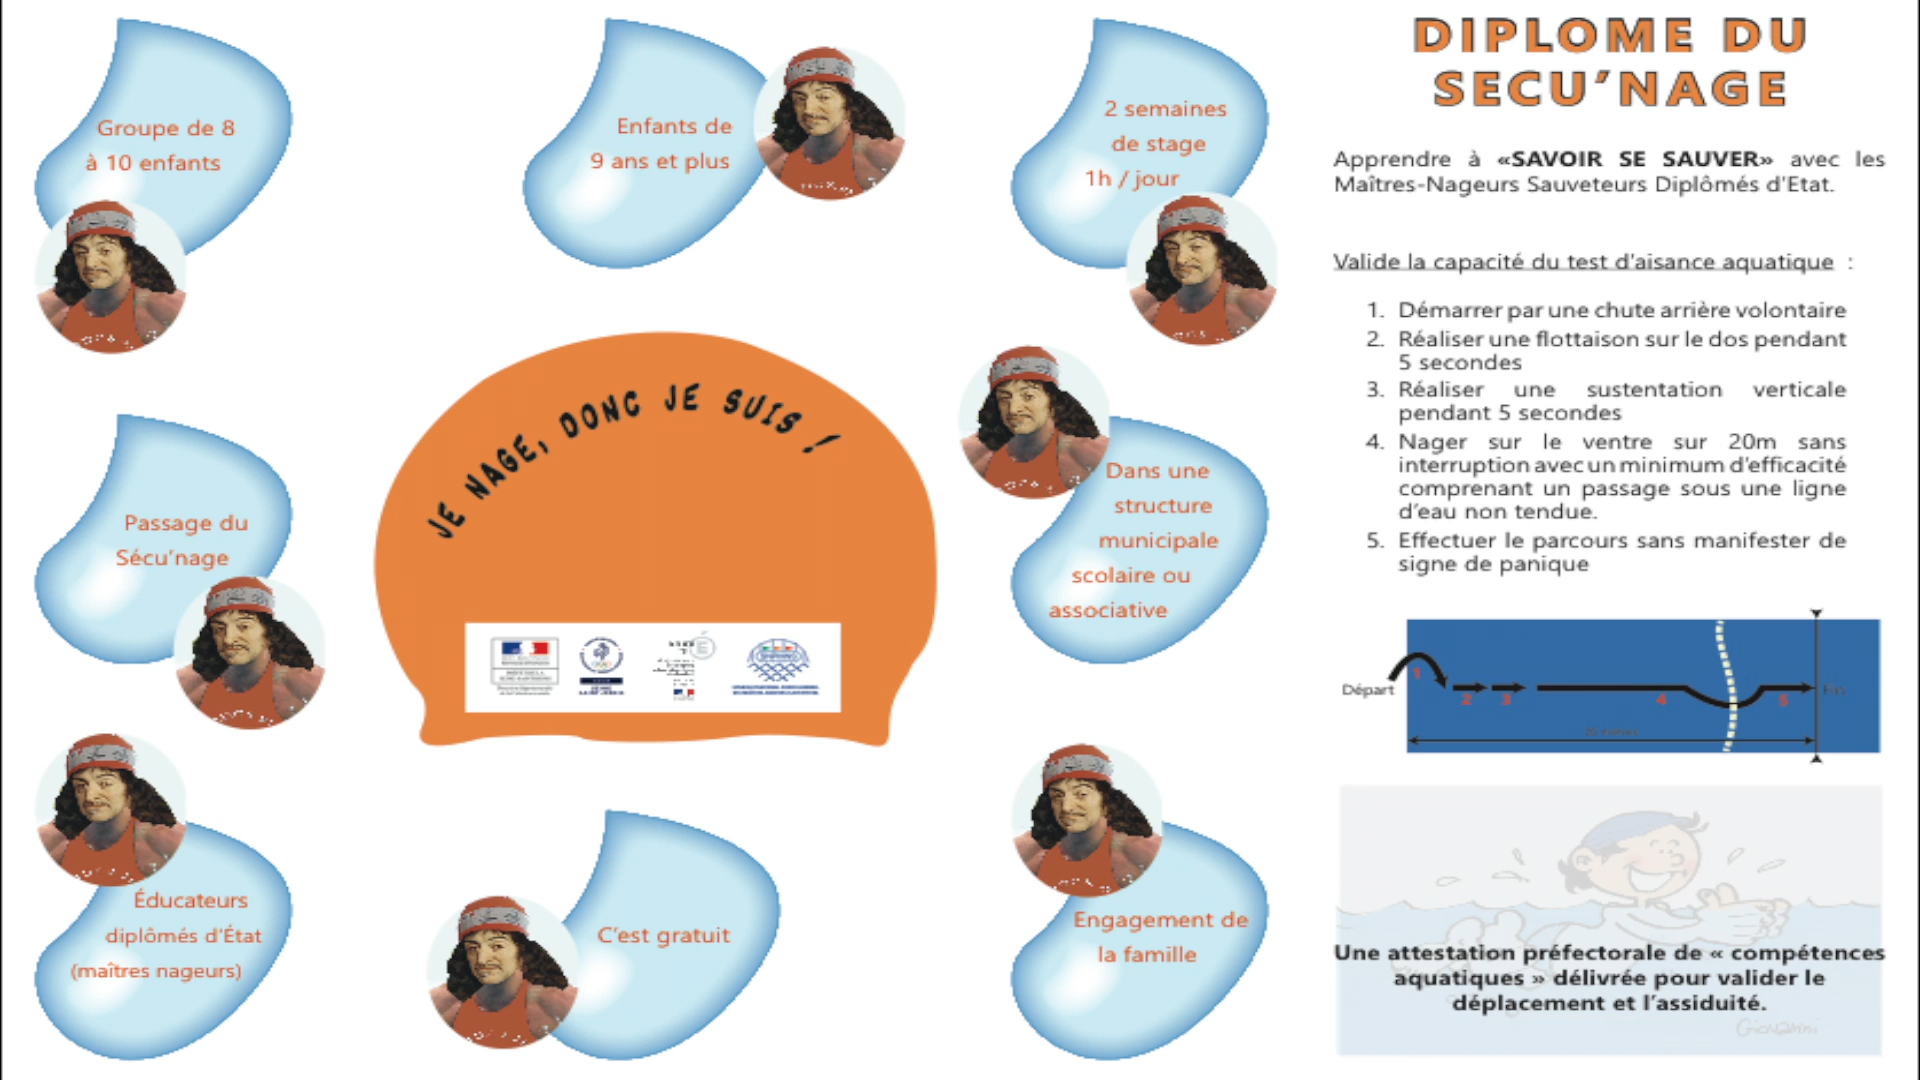 Groupe de 8
à 10 enfants
Enfants de
9 ans et plus
2 semaines
de stage
1h / jour
JE NAGE, DONC JE SUIS !
Passage du
Sécu'nage
Dans une
structure
municipale
scolaire ou
associative
Éducateurs
diplômés d'État
(maîtres nageurs)
C'est gratuit
Engagement de
la famille
DIPLOME DU
SECU'NAGE
Apprendre à «SAVOIR SE SAUVER» avec les
Maîtres-Nageurs Sauveteurs Diplômés d'Etat.
Valide la capacité du test d'aisance aquatique :
1. Démarrer par une chute arrière volontaire
2. Réaliser une flottaison sur le dos pendant
5 secondes
3. Réaliser une sustentation verticale
pendant 5 secondes
4. Nager sur le ventre sur 20m sans
interruption avec un minimum d'efficacité
comprenant un passage sous une ligne
d'eau non tendue.
5. Effectuer le parcours sans manifester de
signe de panique
Départ
1
2
3
4
5
Fin
Une attestation préfectorale de « compétences
aquatiques » délivrée pour valider le
déplacement et l'assiduité.
Giovanni